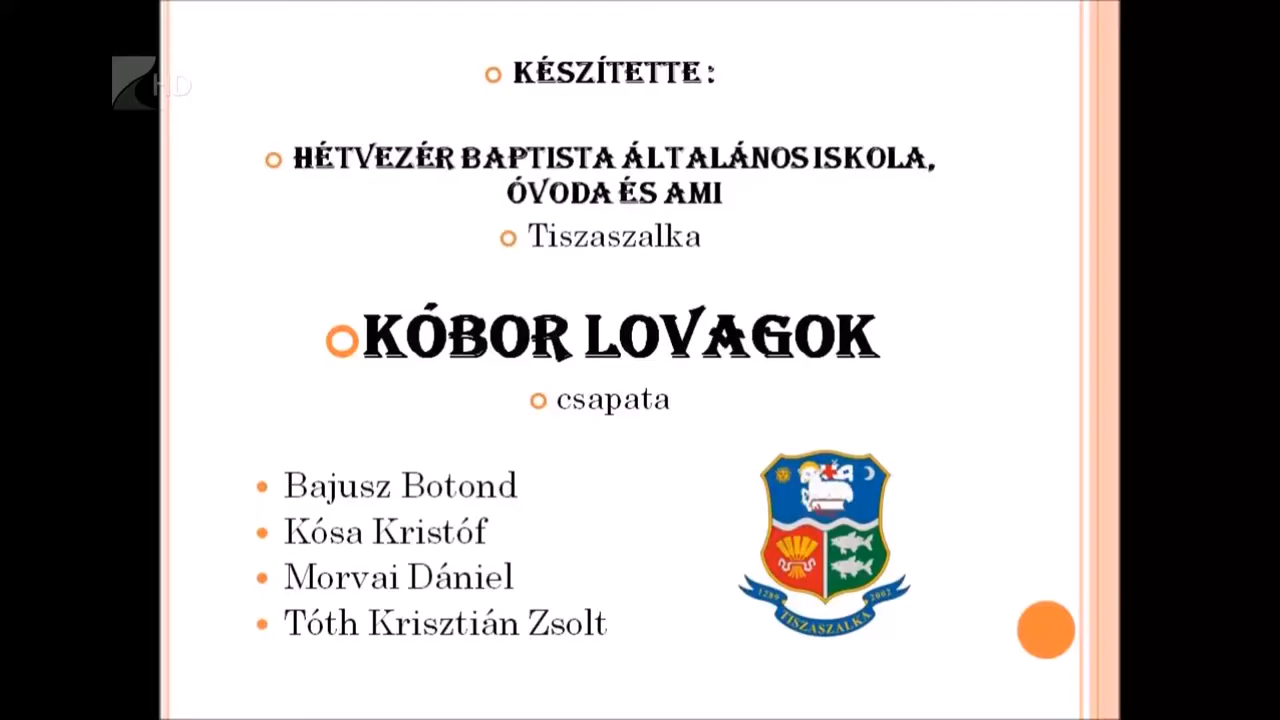 HD
KÉSZÍTETTE :
HÉTVEZÉR BAPTISTA ÁLTALÁNOS ISKOLA,
ÓVODA ÉS AMI
Tiszaszalka
KÓBOR LOVAGOK
csapata
Bajusz Botond
Kósa Kristóf
Morvai Dániel
Tóth Krisztián Zsolt
1289 TISZASZALKA 2002